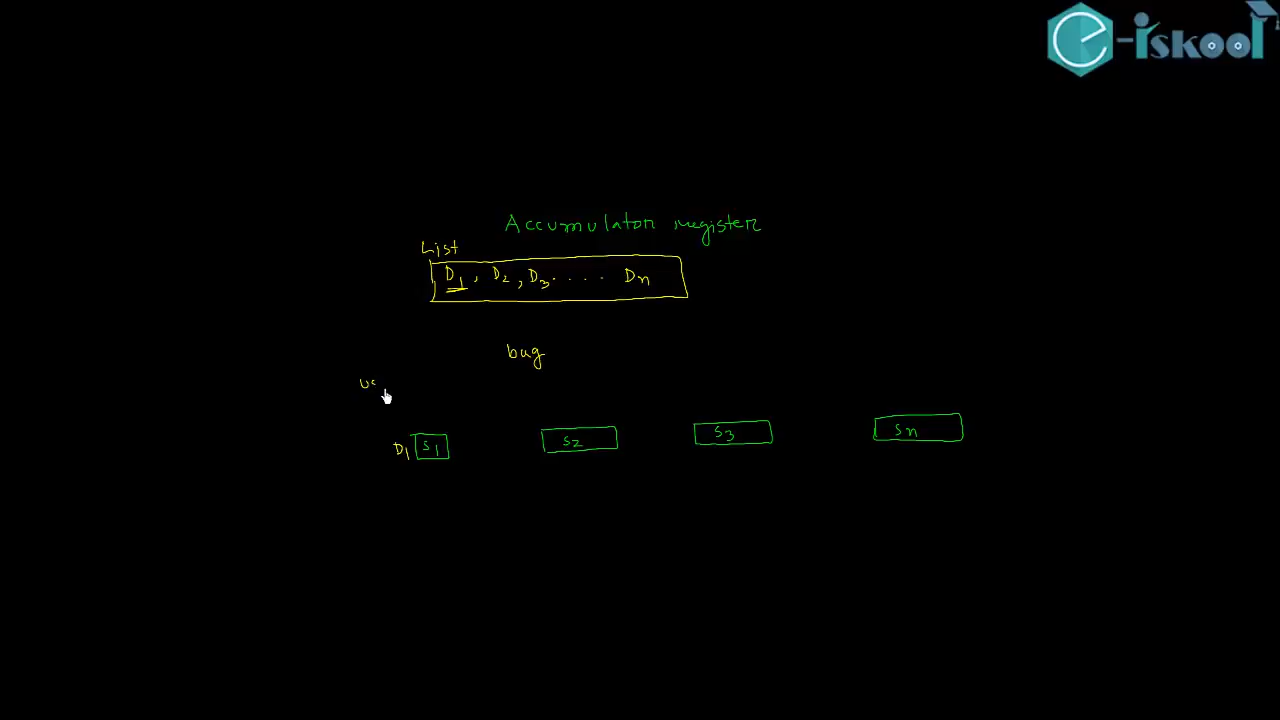 e-iskool
Accumulator register
List
D1, D2, D3 . . . . Dn
bug
D1 S1 S2 S3 Sn